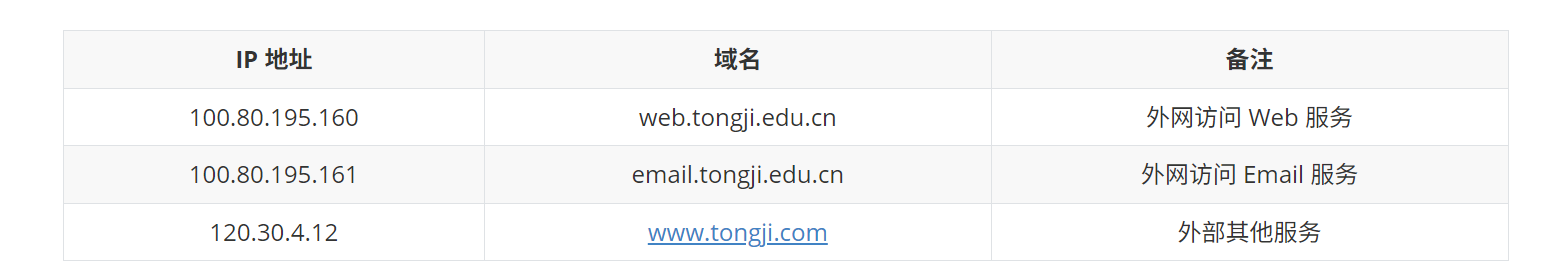 IP 地址 域名 备注
100.80.195.160 web.tongji.edu.cn 外网访问 Web 服务
100.80.195.161 email.tongji.edu.cn 外网访问 Email 服务
120.30.4.12 www.tongji.com 外部其他服务